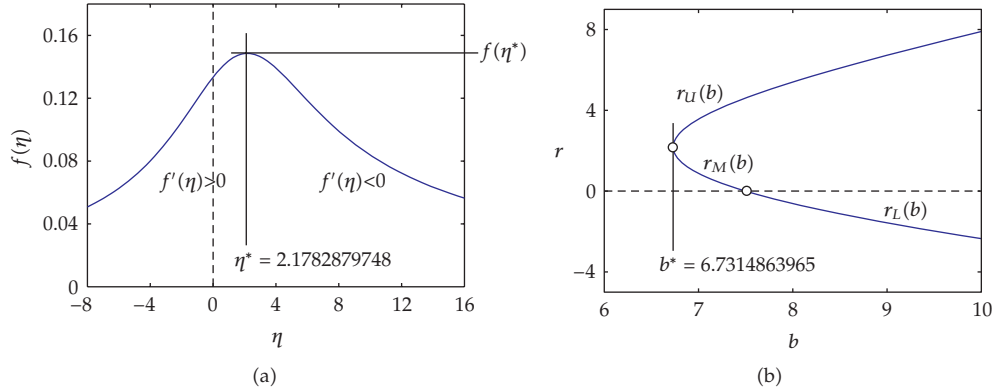 0.16
0.12
0.08
0.04
0
f(η)
f(η*)
f′(η)>0
f′(η)<0
η* = 2.1782879748
−8
−4
0
4
8
12
16
η
(a)
8
4
0
−4
r
r_U(b)
r_M(b)
r_L(b)
b* = 6.7314863965
6
7
8
9
10
b
(b)